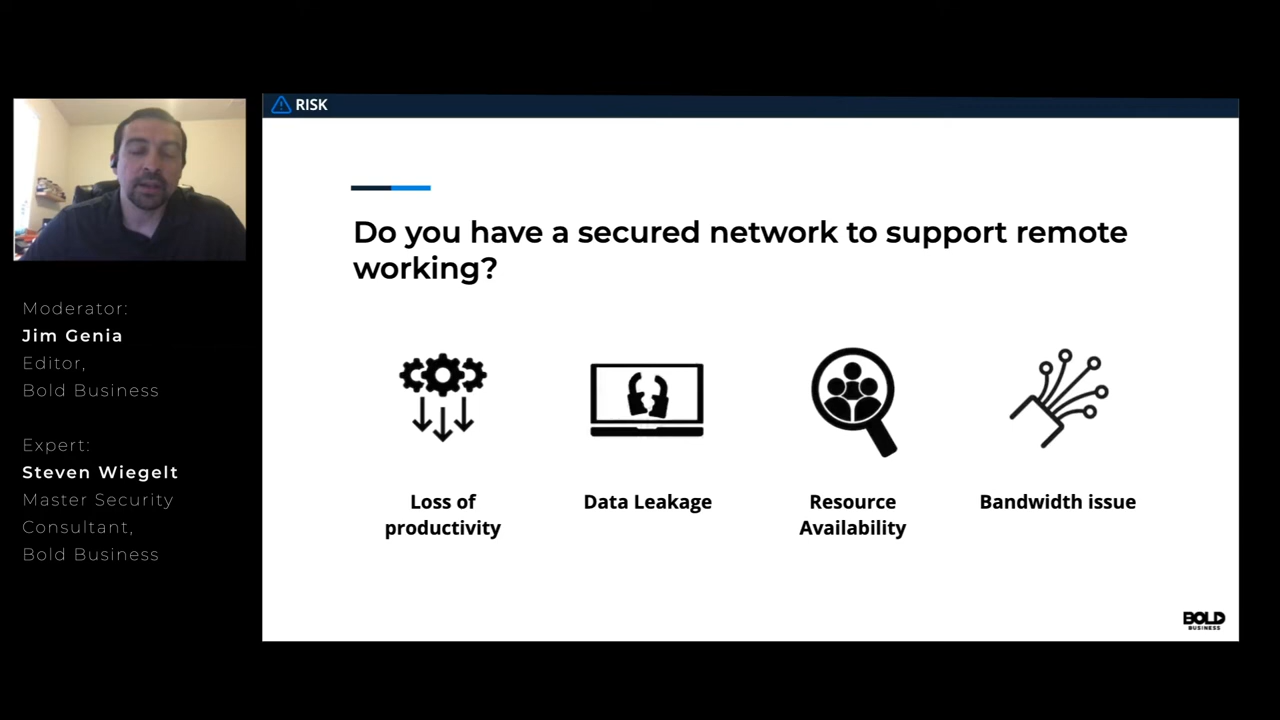 RISK
Do you have a secured network to support remote
working?
Loss of
productivity
Data Leakage
Resource
Availability
Bandwidth issue
BOLD
BUSINESS
Moderator:
Jim Genia
Editor,
Bold Business
Expert:
Steven Wiegelt
Master Security
Consultant,
Bold Business